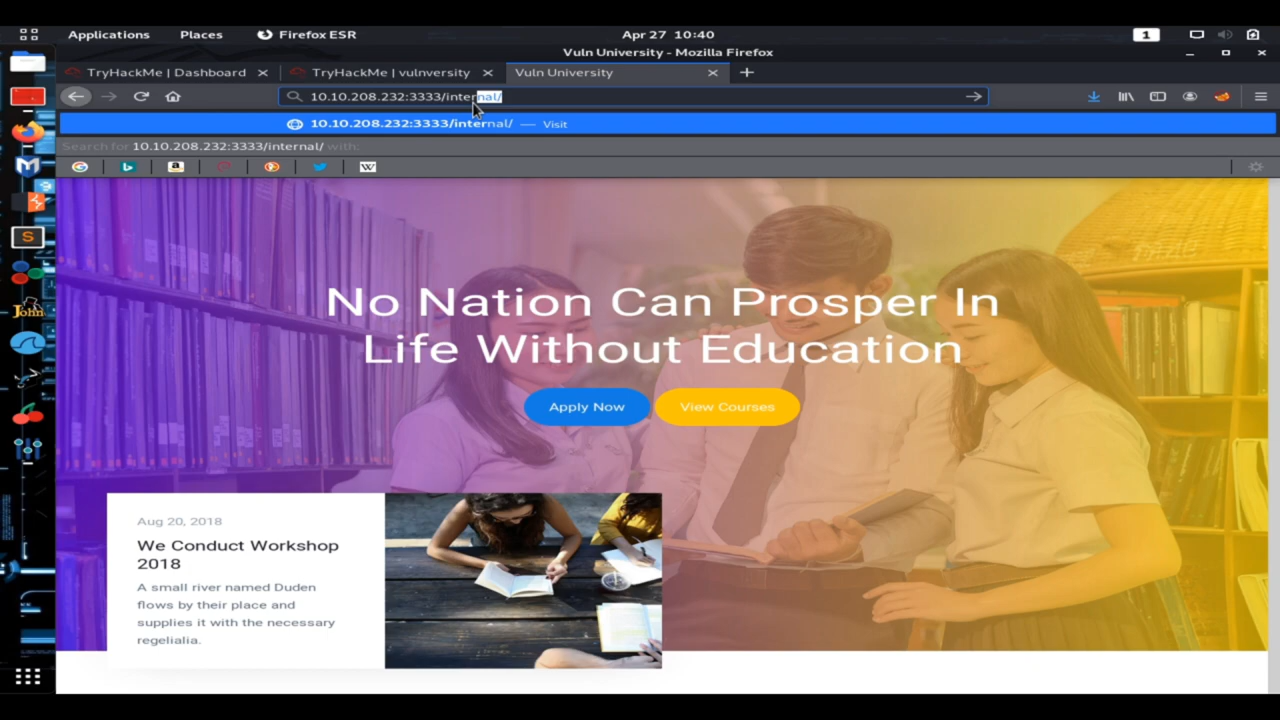 Applications Places Firefox ESR Apr 27 10:40 1
Vuln University - Mozilla Firefox
TryHackMe | Dashboard TryHackMe | vulnversity Vuln University
10.10.208.232:3333/internal/
10.10.208.232:3333/internal/ — Visit
Search for 10.10.208.232:3333/internal/ with:
No Nation Can Prosper In
Life Without Education
Apply Now View Courses
Aug 20, 2018
We Conduct Workshop
2018
A small river named Duden
flows by their place and
supplies it with the necessary
regelialia.
John